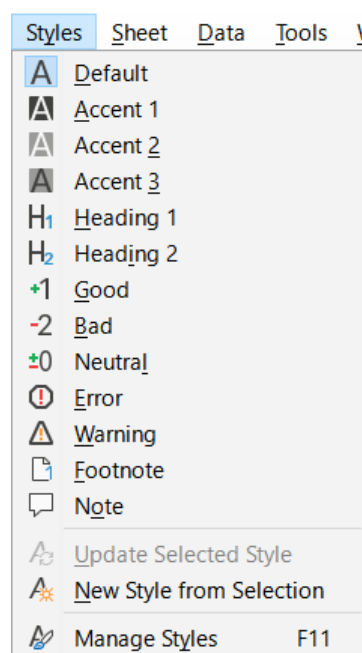 Styles Sheet Data Tools
Default
Accent 1
Accent 2
Accent 3
Heading 1
Heading 2
Good
Bad
Neutral
Error
Warning
Footnote
Note
Update Selected Style
New Style from Selection
Manage Styles F11